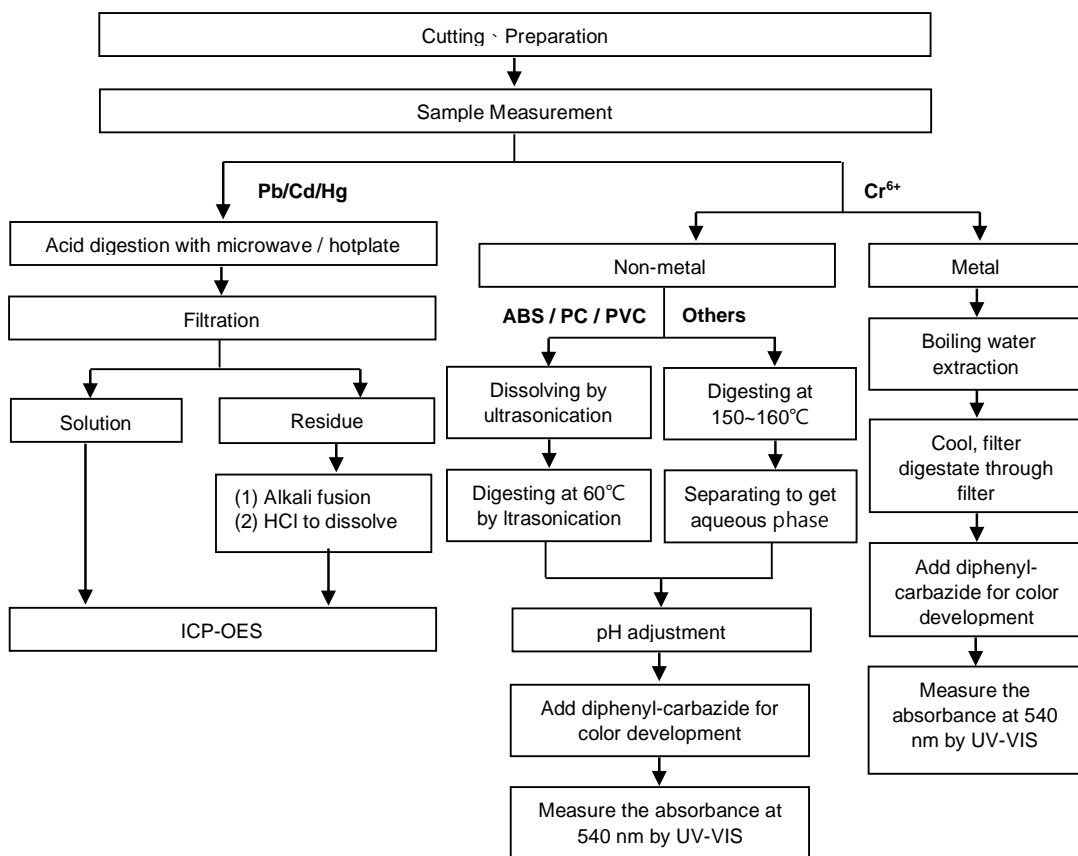 Cutting、Preparation
Sample Measurement
Pb/Cd/Hg
Cr⁶⁺
Acid digestion with microwave / hotplate
Non-metal
Metal
Filtration
ABS / PC / PVC
Others
Boiling water
extraction
Solution
Residue
Dissolving by
ultrasonication
Digesting at
150~160℃
Cool, filter
digestate through
filter
(1) Alkali fusion
(2) HCl to dissolve
Digesting at 60℃
by ltrasonication
Separating to get
aqueous phase
Add diphenyl-
carbazide for color
development
ICP-OES
pH adjustment
Measure the
absorbance at 540
nm by UV-VIS
Add diphenyl-carbazide for
color development
Measure the absorbance at
540 nm by UV-VIS